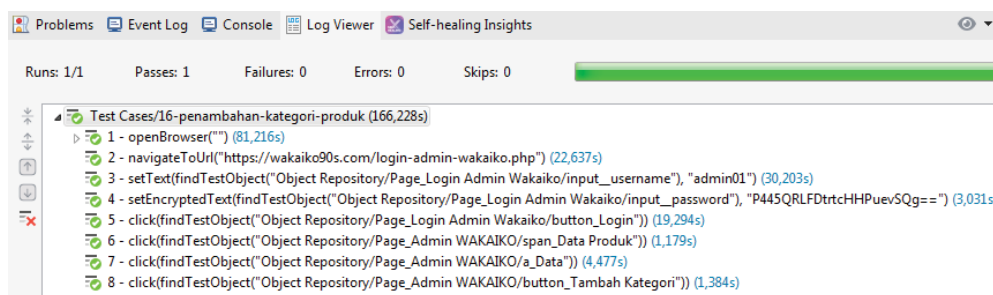 Problems Event Log Console Log Viewer Self-healing Insights
Runs: 1/1 Passes: 1 Failures: 0 Errors: 0 Skips: 0
Test Cases/16-penambahan-kategori-produk (166,228s)
1 - openBrowser("") (81,216s)
2 - navigateToUrl("https://wakaiko90s.com/login-admin-wakaiko.php") (22,637s)
3 - setText(findTestObject("Object Repository/Page_Login Admin Wakaiko/input__username"), "admin01") (30,203s)
4 - setEncryptedText(findTestObject("Object Repository/Page_Login Admin Wakaiko/input__password"), "P445QRLFDtrtcHHPuevSQg==") (3,031s
5 - click(findTestObject("Object Repository/Page_Login Admin Wakaiko/button_Login")) (19,294s)
6 - click(findTestObject("Object Repository/Page_Admin WAKAIKO/span_Data Produk")) (1,179s)
7 - click(findTestObject("Object Repository/Page_Admin WAKAIKO/a_Data")) (4,477s)
8 - click(findTestObject("Object Repository/Page_Admin WAKAIKO/button_Tambah Kategori")) (1,384s)